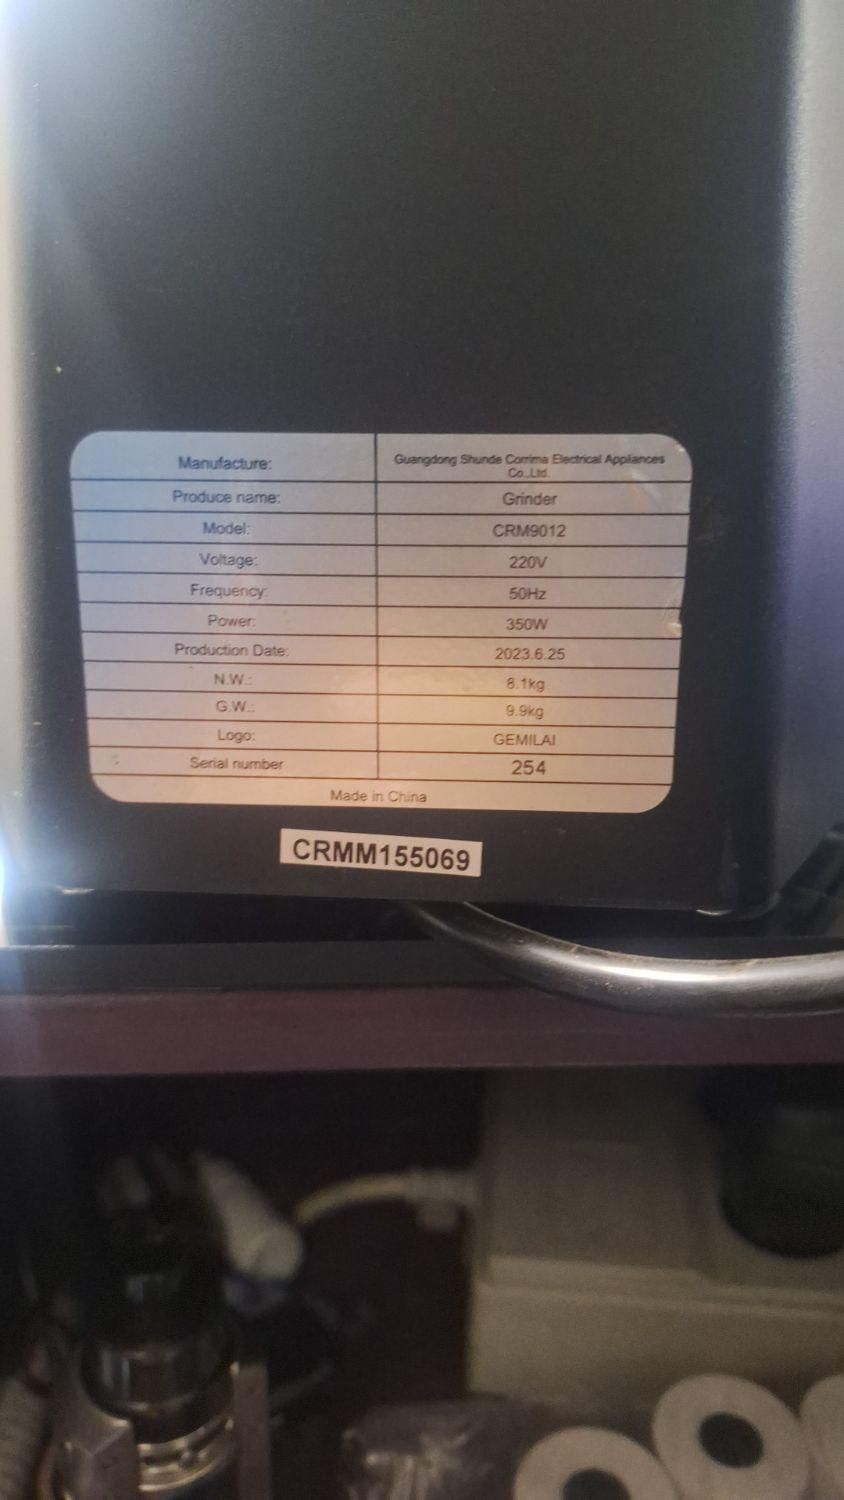 Manufacture: Guangdong Shunde Corrima Electrical Appliances
Co.,Ltd.
Produce name: Grinder
Model: CRM9012
Voltage: 220V
Frequency: 50Hz
Power: 350W
Production Date: 2023.6.25
N.W.: 8.1kg
G.W.: 9.9kg
Logo: GEMILAI
Serial number 254
Made in China
CRMM155069